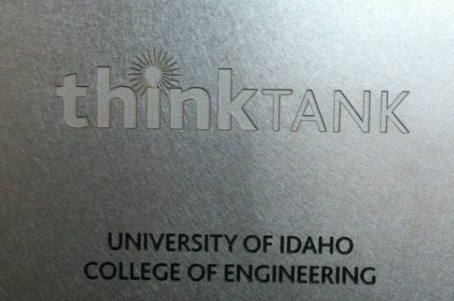 thinkTANK
UNIVERSITY OF IDAHO
COLLEGE OF ENGINEERING